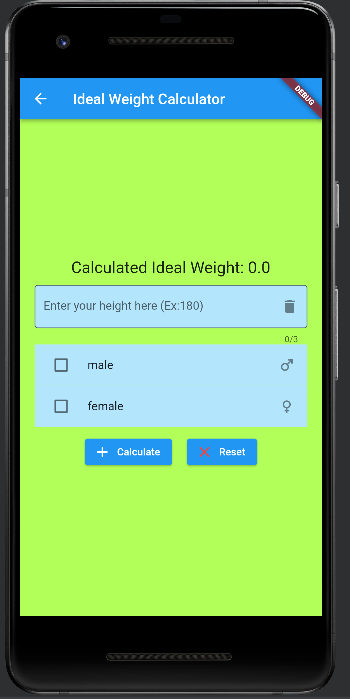 Ideal Weight Calculator
DEBUG
Calculated Ideal Weight: 0.0
Enter your height here (Ex:180)
0/3
male
female
Calculate
Reset